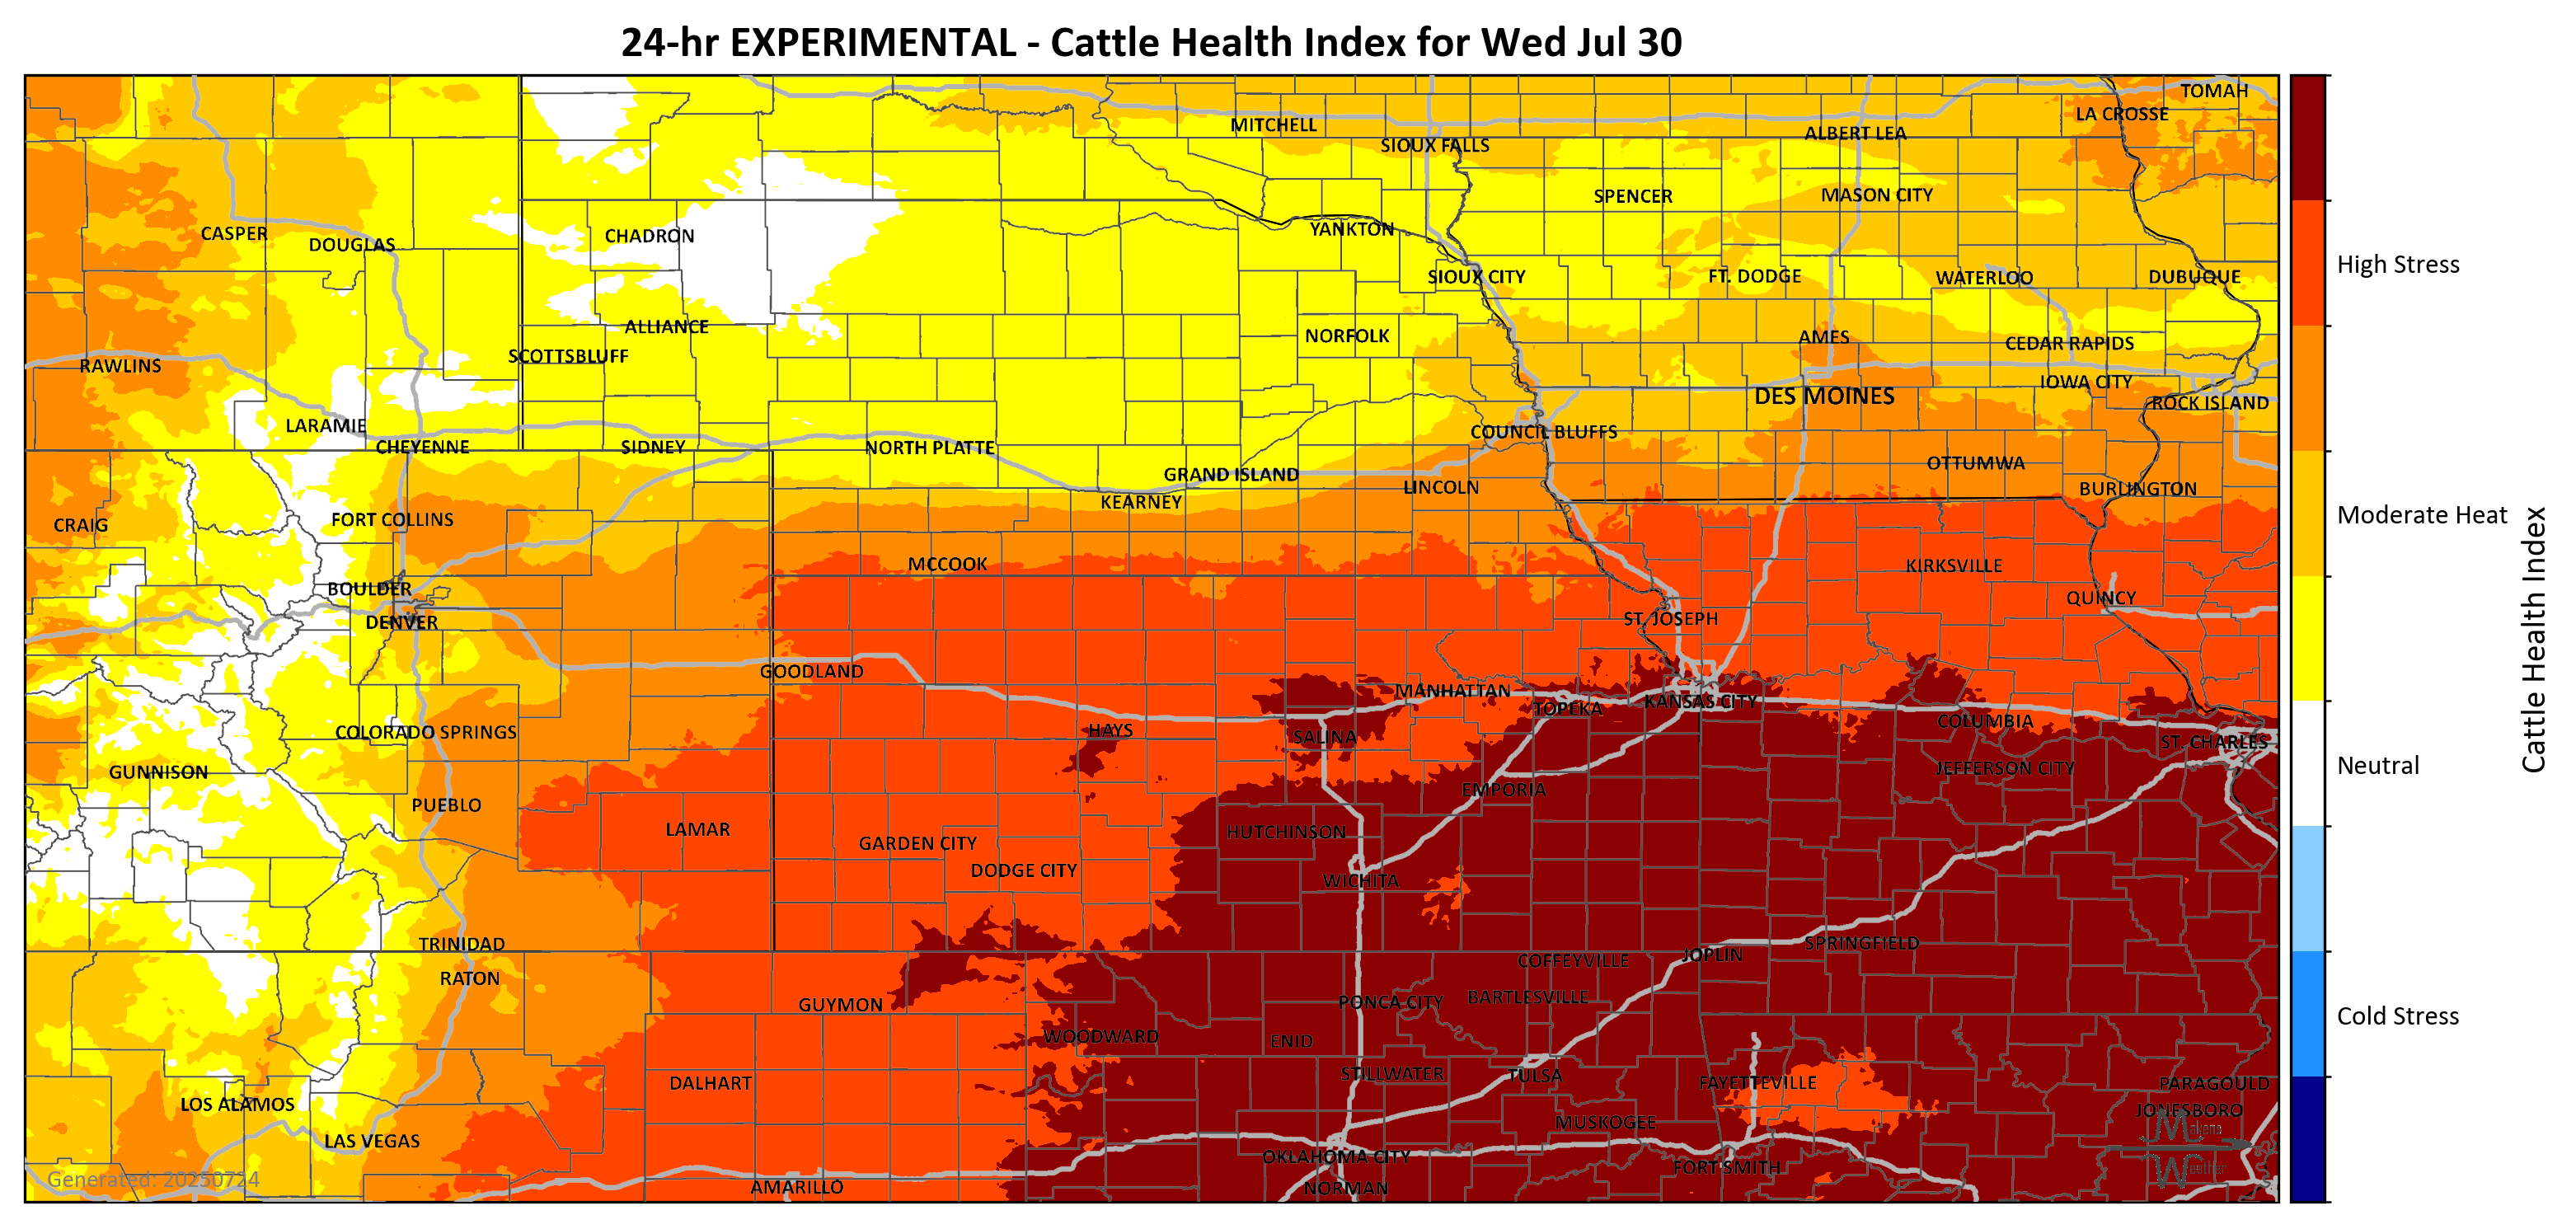 24-hr EXPERIMENTAL - Cattle Health Index for Wed Jul 30
TOMAH
LA CROSSE
MITCHELL
ALBERT LEA
SIOUX FALLS
SPENCER
MASON CITY
CASPER
DOUGLAS
CHADRON
YANKTON
SIOUX CITY
FT. DODGE
WATERLOO
DUBUQUE
High Stress
ALLIANCE
NORFOLK
AMES
CEDAR RAPIDS
SCOTTSBLUFF
RAWLINS
IOWA CITY
DES MOINES
ROCK ISLAND
LARAMIE
COUNCIL BLUFFS
CHEYENNE
SIDNEY
NORTH PLATTE
OTTUMWA
GRAND ISLAND
LINCOLN
BURLINGTON
KEARNEY
CRAIG
FORT COLLINS
Moderate Heat
MCCOOK
KIRKSVILLE
BOULDER
QUINCY
DENVER
ST. JOSEPH
Cattle Health Index
GOODLAND
MANHATTAN
TOPEKA
KANSAS CITY
COLUMBIA
COLORADO SPRINGS
HAYS
SALINA
ST. CHARLES
GUNNISON
JEFFERSON CITY
Neutral
PUEBLO
EMPORIA
LAMAR
GARDEN CITY
HUTCHINSON
DODGE CITY
WICHITA
TRINIDAD
SPRINGFIELD
JOPLIN
COFFEYVILLE
RATON
GUYMON
PONCA CITY
BARTLESVILLE
Cold Stress
WOODWARD
ENID
STILLWATER
TULSA
DALHART
FAYETTEVILLE
PARAGOULD
LOS ALAMOS
JONESBORO
MUSKOGEE
LAS VEGAS
OKLAHOMA CITY
FORT SMITH
Generated: 20250724
AMARILLO
NORMAN
Weather